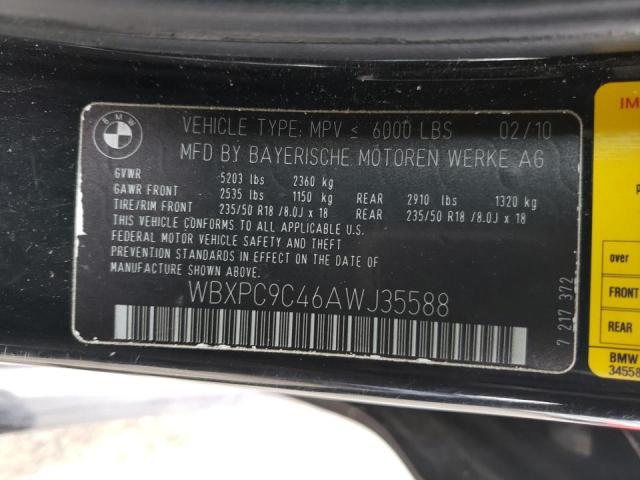 BMW
VEHICLE TYPE: MPV ≤ 6000 LBS 02/10
MFD BY BAYERISCHE MOTOREN WERKE AG
GVWR 5203 lbs 2360 kg
GAWR FRONT 2535 lbs 1150 kg REAR 2910 lbs 1320 kg
TIRE/RIM FRONT 235/50 R18 /8.0J x 18 REAR 235/50 R18 /8.0J x 18
THIS VEHICLE CONFORMS TO ALL APPLICABLE U.S.
FEDERAL MOTOR VEHICLE SAFETY AND THEFT
PREVENTION STANDARDS IN EFFECT ON THE DATE OF
MANUFACTURE SHOWN ABOVE.
WBXPC9C46AWJ35588
7 217 372
IM
P
over
FRONT
REAR
BMW
34558